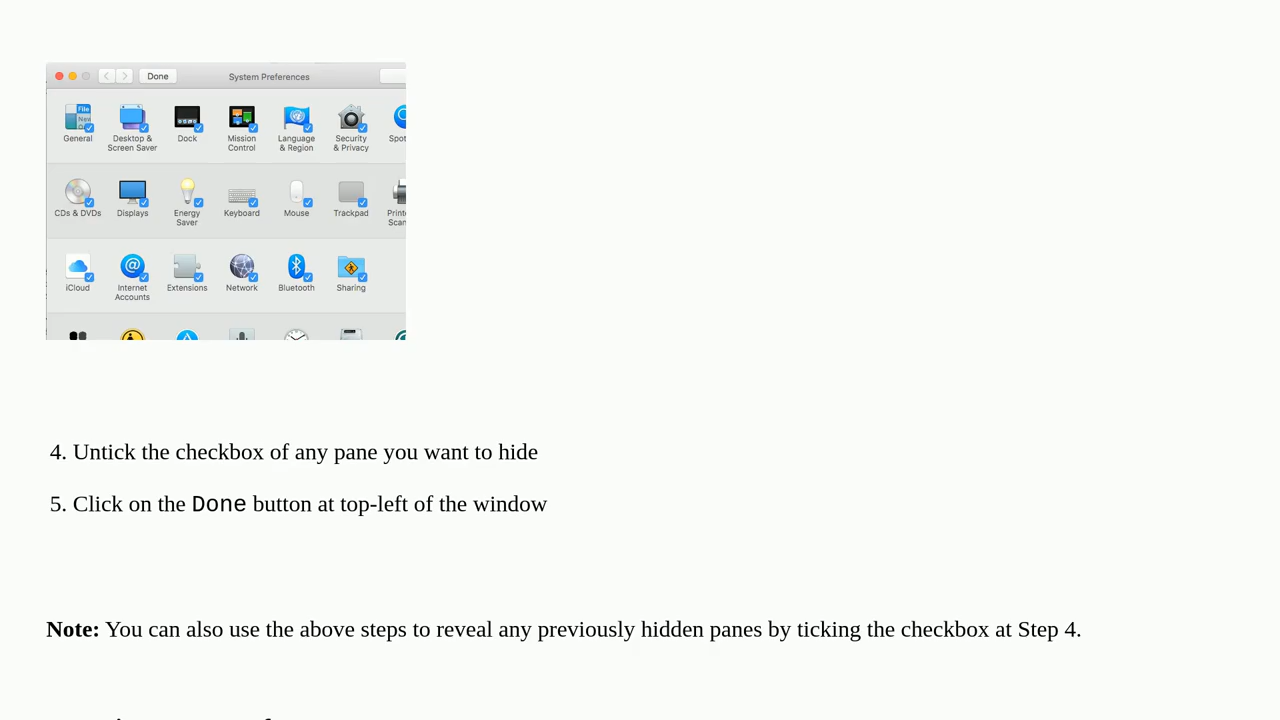 Done System Preferences
General Desktop & Screen Saver Dock Mission Control Language & Region Security & Privacy
CDs & DVDs Displays Energy Saver Keyboard Mouse Trackpad
iCloud Internet Accounts Extensions Network Bluetooth Sharing
4. Untick the checkbox of any pane you want to hide
5. Click on the Done button at top-left of the window
Note: You can also use the above steps to reveal any previously hidden panes by ticking the checkbox at Step 4.